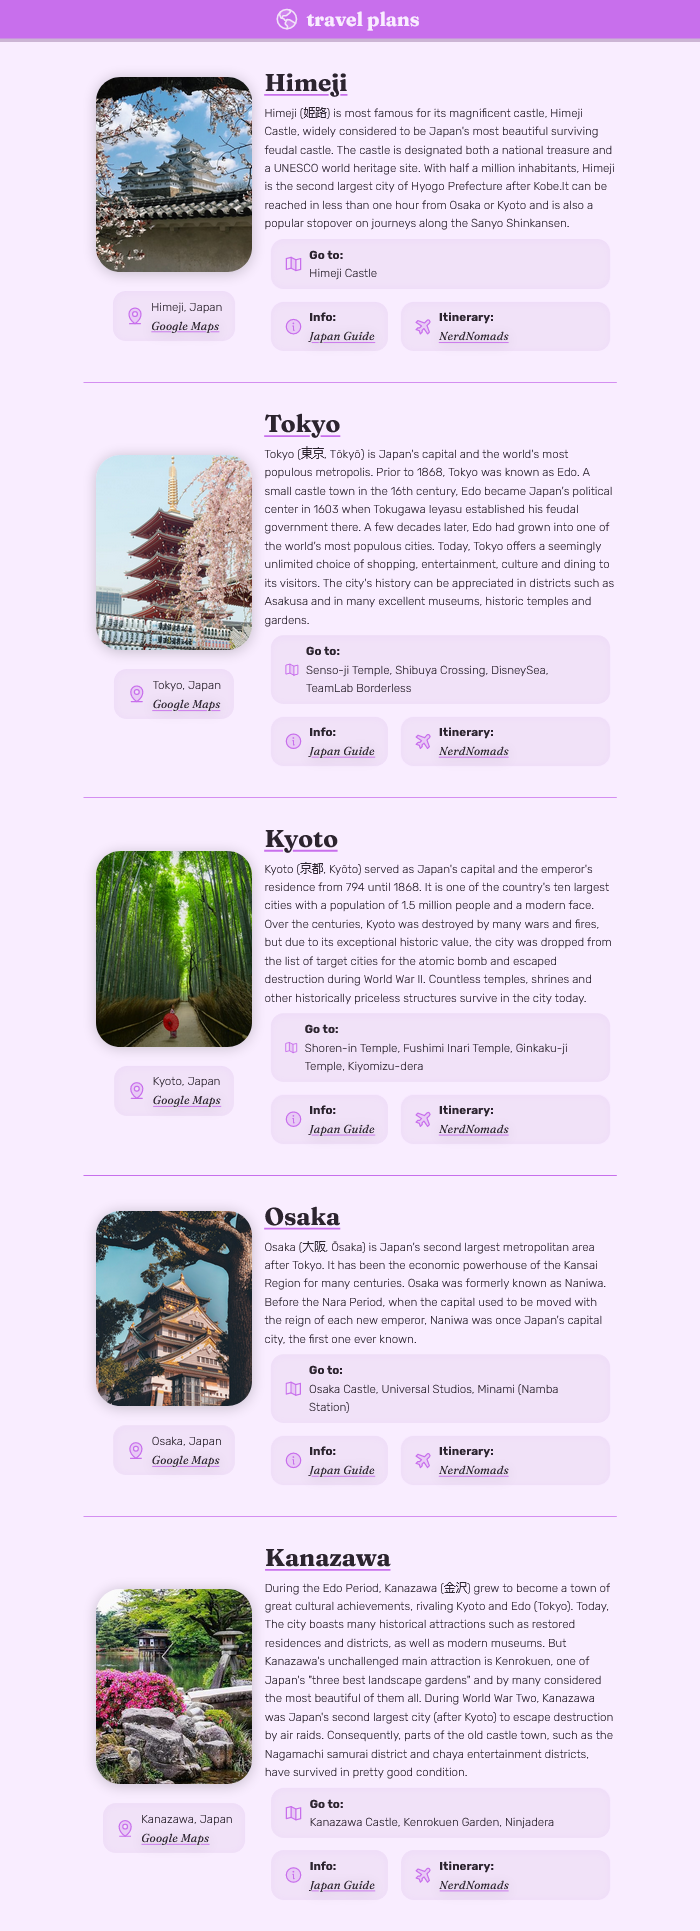 travel plans
Himeji
Himeji (姫路) is most famous for its magnificent castle, Himeji
Castle, widely considered to be Japan's most beautiful surviving
feudal castle. The castle is designated both a national treasure and
a UNESCO world heritage site. With half a million inhabitants, Himeji
is the second largest city of Hyogo Prefecture after Kobe.It can be
reached in less than one hour from Osaka or Kyoto and is also a
popular stopover on journeys along the Sanyo Shinkansen.
Go to:
Himeji Castle
Himeji, Japan
Google Maps
Info:
Japan Guide
Itinerary:
NerdNomads
Tokyo
Tokyo (東京, Tōkyō) is Japan's capital and the world's most
populous metropolis. Prior to 1868, Tokyo was known as Edo. A
small castle town in the 16th century, Edo became Japan's political
center in 1603 when Tokugawa Ieyasu established his feudal
government there. A few decades later, Edo had grown into one of
the world's most populous cities. Today, Tokyo offers a seemingly
unlimited choice of shopping, entertainment, culture and dining to
its visitors. The city's history can be appreciated in districts such as
Asakusa and in many excellent museums, historic temples and
gardens.
Go to:
Senso-ji Temple, Shibuya Crossing, DisneySea,
TeamLab Borderless
Tokyo, Japan
Google Maps
Info:
Japan Guide
Itinerary:
NerdNomads
Kyoto
Kyoto (京都, Kyōto) served as Japan's capital and the emperor's
residence from 794 until 1868. It is one of the country's ten largest
cities with a population of 1.5 million people and a modern face.
Over the centuries, Kyoto was destroyed by many wars and fires,
but due to its exceptional historic value, the city was dropped from
the list of target cities for the atomic bomb and escaped
destruction during World War II. Countless temples, shrines and
other historically priceless structures survive in the city today.
Go to:
Shoren-in Temple, Fushimi Inari Temple, Ginkaku-ji
Temple, Kiyomizu-dera
Kyoto, Japan
Google Maps
Info:
Japan Guide
Itinerary:
NerdNomads
Osaka
Osaka (大阪, Ōsaka) is Japan's second largest metropolitan area
after Tokyo. It has been the economic powerhouse of the Kansai
Region for many centuries. Osaka was formerly known as Naniwa.
Before the Nara Period, when the capital used to be moved with
the reign of each new emperor, Naniwa was once Japan's capital
city, the first one ever known.
Go to:
Osaka Castle, Universal Studios, Minami (Namba
Station)
Osaka, Japan
Google Maps
Info:
Japan Guide
Itinerary:
NerdNomads
Kanazawa
During the Edo Period, Kanazawa (金沢) grew to become a town of
great cultural achievements, rivaling Kyoto and Edo (Tokyo). Today,
The city boasts many historical attractions such as restored
residences and districts, as well as modern museums. But
Kanazawa's unchallenged main attraction is Kenrokuen, one of
Japan's "three best landscape gardens" and by many considered
the most beautiful of them all. During World War Two, Kanazawa
was Japan's second largest city (after Kyoto) to escape destruction
by air raids. Consequently, parts of the old castle town, such as the
Nagamachi samurai district and chaya entertainment districts,
have survived in pretty good condition.
Go to:
Kanazawa Castle, Kenrokuen Garden, Ninjadera
Kanazawa, Japan
Google Maps
Info:
Japan Guide
Itinerary:
NerdNomads